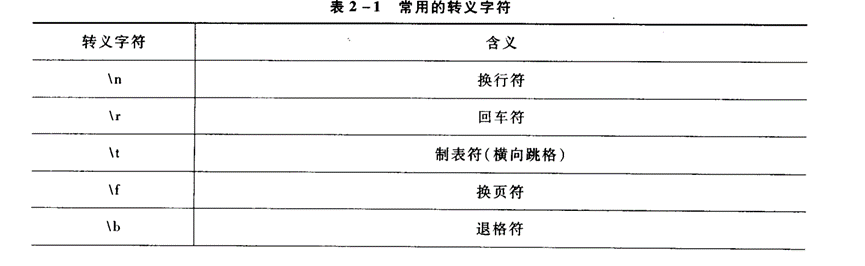 表 2-1 常用的转义字符
转义字符 含义
\n 换行符
\r 回车符
\t 制表符(横向跳格)
\f 换页符
\b 退格符